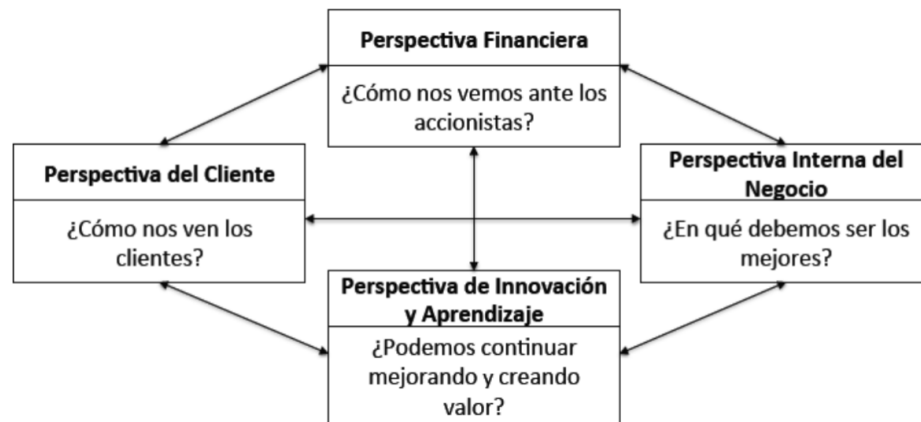 Perspectiva Financiera
¿Cómo nos vemos ante los
accionistas?
Perspectiva del Cliente
¿Cómo nos ven los
clientes?
Perspectiva Interna del
Negocio
¿En qué debemos ser los
mejores?
Perspectiva de Innovación
y Aprendizaje
¿Podemos continuar
mejorando y creando
valor?